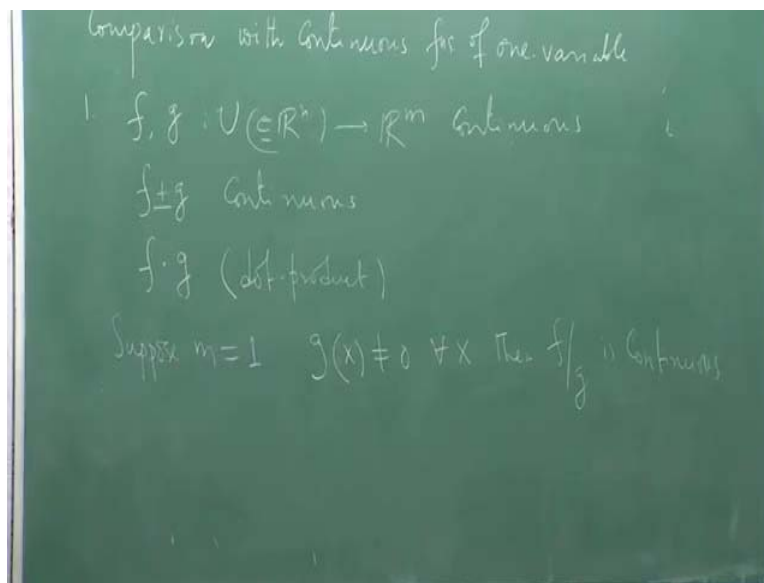 Comparison with Continuous fns of one variable
1. f, g : U (⊆ ℝⁿ) → ℝᵐ Continuous
f ± g Continuous
f · g (dot-product)
Suppose m = 1 g(x) ≠ 0 ∀ x Then f/g is Continuous